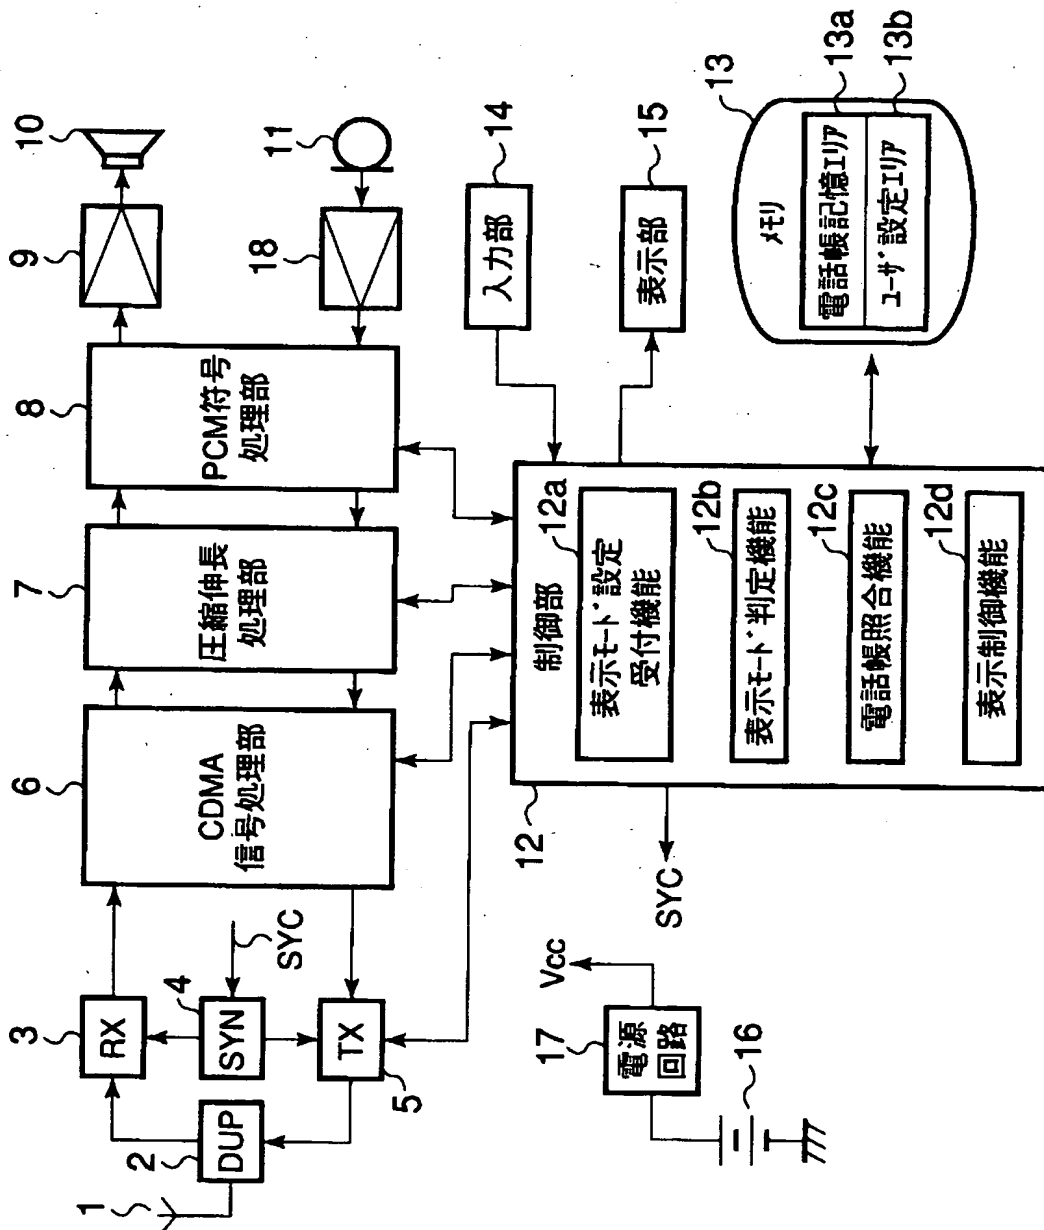 1
2
DUP
3
RX
4
SYN
SYC
TX
5
6
CDMA
信号処理部
7
圧縮伸長
処理部
8
PCM符号
処理部
9
10
11
18
12
制御部
12a
表示ﾓｰﾄﾞ設定
受付機能
12b
表示ﾓｰﾄﾞ判定機能
12c
電話帳照合機能
12d
表示制御機能
SYC
14
入力部
15
表示部
13
メモリ
13a
電話帳記憶ｴﾘｱ
13b
ﾕｰｻﾞ設定ｴﾘｱ
Vcc
17
電源
回路
16